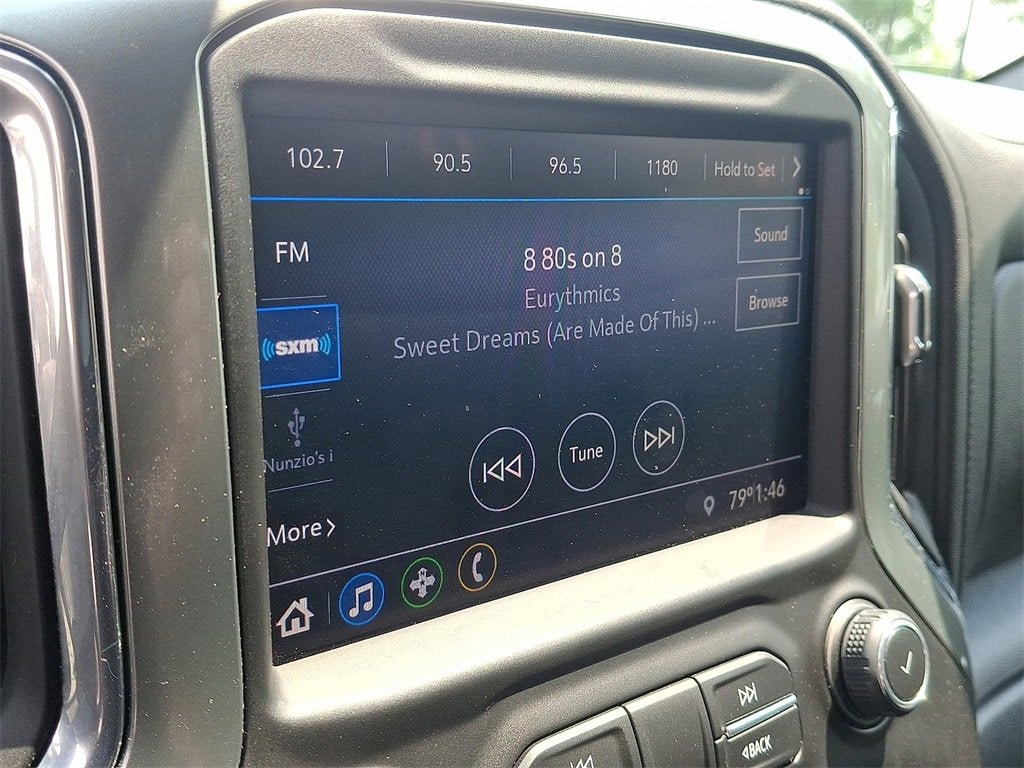 102.7 90.5 96.5 1180 Hold to Set
FM
8 80s on 8
Sound
Eurythmics
Browse
Sweet Dreams (Are Made Of This) ...
sxm
Nunzio's i
Tune
More
79° 1:46
BACK